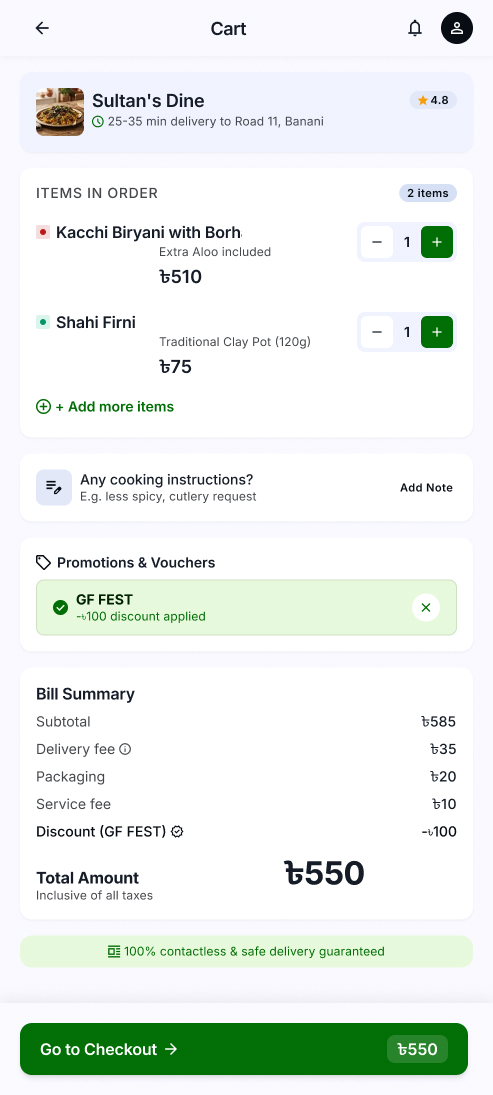 Cart
Sultan's Dine
4.8
25-35 min delivery to Road 11, Banani
ITEMS IN ORDER
2 items
Kacchi Biryani with Borh
Extra Aloo included
৳510
1
Shahi Firni
Traditional Clay Pot (120g)
৳75
1
+ Add more items
Any cooking instructions?
E.g. less spicy, cutlery request
Add Note
Promotions & Vouchers
GF FEST
-৳100 discount applied
Bill Summary
Subtotal ৳585
Delivery fee ৳35
Packaging ৳20
Service fee ৳10
Discount (GF FEST) -৳100
Total Amount ৳550
Inclusive of all taxes
100% contactless & safe delivery guaranteed
Go to Checkout → ৳550